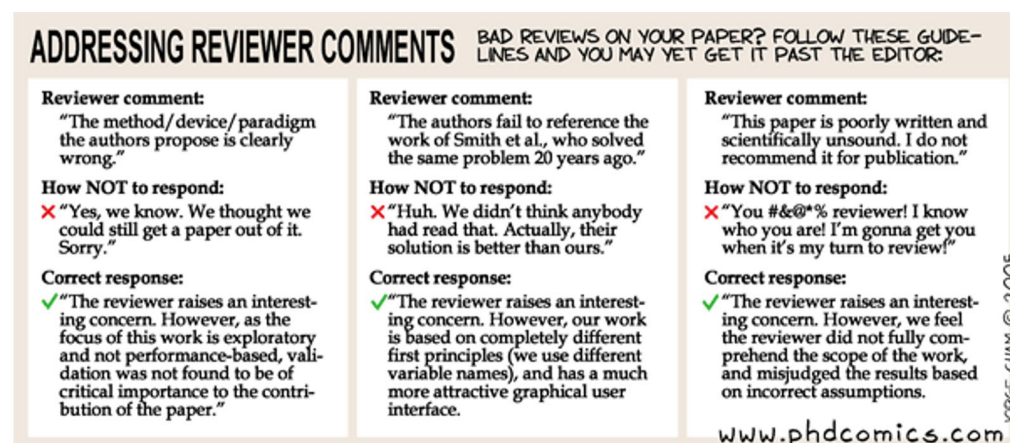 ADDRESSING REVIEWER COMMENTS
BAD REVIEWS ON YOUR PAPER? FOLLOW THESE GUIDE-
LINES AND YOU MAY YET GET IT PAST THE EDITOR:
Reviewer comment:
“The method/device/paradigm
the authors propose is clearly
wrong.”
How NOT to respond:
“Yes, we know. We thought we
could still get a paper out of it.
Sorry.”
Correct response:
“The reviewer raises an interest-
ing concern. However, as the
focus of this work is exploratory
and not performance-based, vali-
dation was not found to be of
critical importance to the contri-
bution of the paper.”
Reviewer comment:
“The authors fail to reference the
work of Smith et al., who solved
the same problem 20 years ago.”
How NOT to respond:
“Huh. We didn’t think anybody
had read that. Actually, their
solution is better than ours.”
Correct response:
“The reviewer raises an interest-
ing concern. However, our work
is based on completely different
first principles (we use different
variable names), and has a much
more attractive graphical user
interface.
Reviewer comment:
“This paper is poorly written and
scientifically unsound. I do not
recommend it for publication.”
How NOT to respond:
“You #&@*% reviewer! I know
who you are! I’m gonna get you
when it’s my turn to review!”
Correct response:
“The reviewer raises an interest-
ing concern. However, we feel
the reviewer did not fully com-
prehend the scope of the work,
and misjudged the results based
on incorrect assumptions.
www.phdcomics.com
© 2005